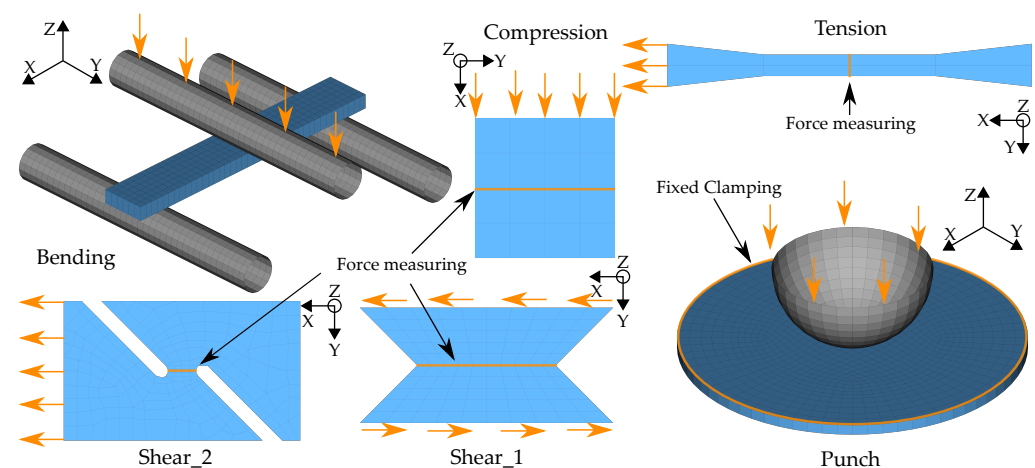 Z
X
Y
Bending
Compression
Z
Y
X
Tension
Force measuring
X
Z
Y
Fixed Clamping
Z
X
Y
Force measuring
Z
X
Y
Z
X
Y
Shear_2
Shear_1
Punch